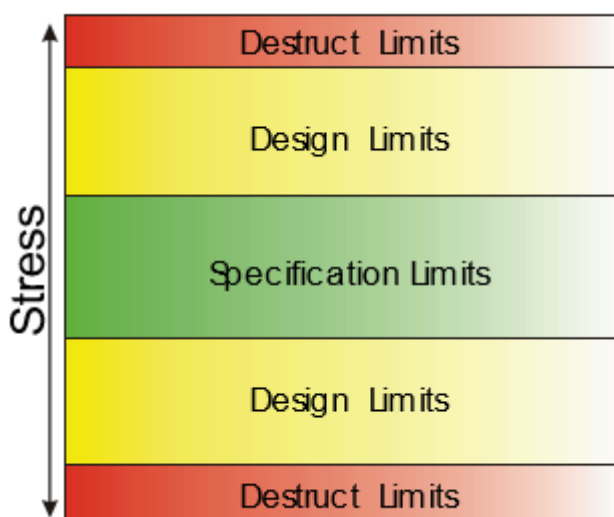 Destruct Limits
Design Limits
Stress
Specification Limits
Design Limits
Destruct Limits